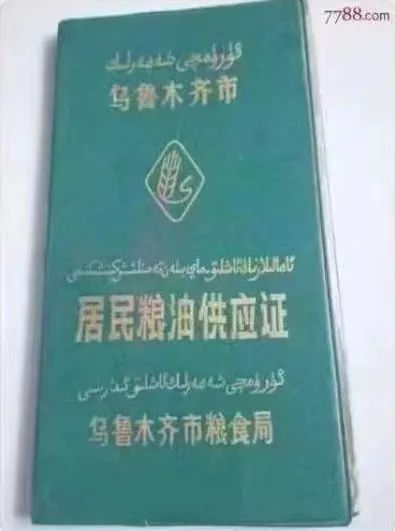 7788.com
ئۈرۈمچى شەھەرلىك
乌鲁木齐市
居民粮油供应证
ئۈرۈمچى شەھەرلىك ئاشلىق ئىدارىسى
乌鲁木齐市粮食局